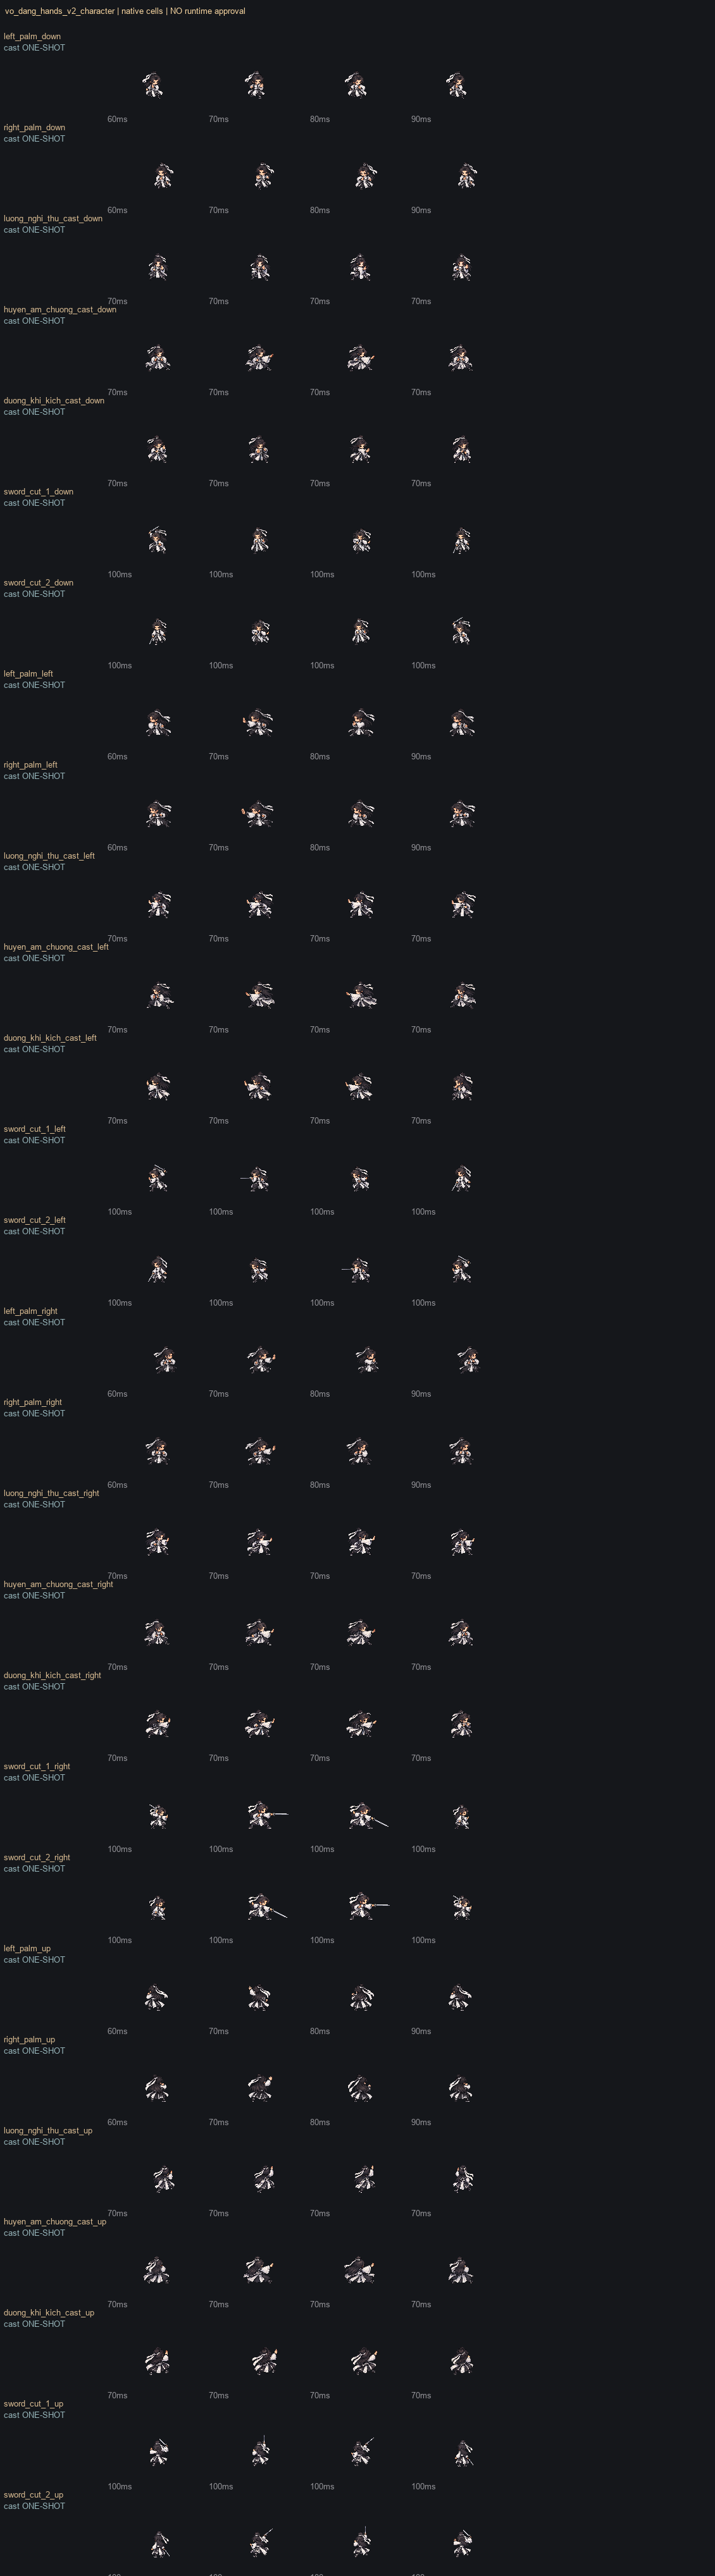 vo_dang_hands_v2_character | native cells | NO runtime approval
left_palm_down
cast ONE-SHOT
60ms 70ms 80ms 90ms
right_palm_down
cast ONE-SHOT
60ms 70ms 80ms 90ms
luong_nghi_thu_cast_down
cast ONE-SHOT
70ms 70ms 70ms 70ms
huyen_am_chuong_cast_down
cast ONE-SHOT
70ms 70ms 70ms 70ms
duong_khi_kich_cast_down
cast ONE-SHOT
70ms 70ms 70ms 70ms
sword_cut_1_down
cast ONE-SHOT
100ms 100ms 100ms 100ms
sword_cut_2_down
cast ONE-SHOT
100ms 100ms 100ms 100ms
left_palm_left
cast ONE-SHOT
60ms 70ms 80ms 90ms
right_palm_left
cast ONE-SHOT
60ms 70ms 80ms 90ms
luong_nghi_thu_cast_left
cast ONE-SHOT
70ms 70ms 70ms 70ms
huyen_am_chuong_cast_left
cast ONE-SHOT
70ms 70ms 70ms 70ms
duong_khi_kich_cast_left
cast ONE-SHOT
70ms 70ms 70ms 70ms
sword_cut_1_left
cast ONE-SHOT
100ms 100ms 100ms 100ms
sword_cut_2_left
cast ONE-SHOT
100ms 100ms 100ms 100ms
left_palm_right
cast ONE-SHOT
60ms 70ms 80ms 90ms
right_palm_right
cast ONE-SHOT
60ms 70ms 80ms 90ms
luong_nghi_thu_cast_right
cast ONE-SHOT
70ms 70ms 70ms 70ms
huyen_am_chuong_cast_right
cast ONE-SHOT
70ms 70ms 70ms 70ms
duong_khi_kich_cast_right
cast ONE-SHOT
70ms 70ms 70ms 70ms
sword_cut_1_right
cast ONE-SHOT
100ms 100ms 100ms 100ms
sword_cut_2_right
cast ONE-SHOT
100ms 100ms 100ms 100ms
left_palm_up
cast ONE-SHOT
60ms 70ms 80ms 90ms
right_palm_up
cast ONE-SHOT
60ms 70ms 80ms 90ms
luong_nghi_thu_cast_up
cast ONE-SHOT
70ms 70ms 70ms 70ms
huyen_am_chuong_cast_up
cast ONE-SHOT
70ms 70ms 70ms 70ms
duong_khi_kich_cast_up
cast ONE-SHOT
70ms 70ms 70ms 70ms
sword_cut_1_up
cast ONE-SHOT
100ms 100ms 100ms 100ms
sword_cut_2_up
cast ONE-SHOT